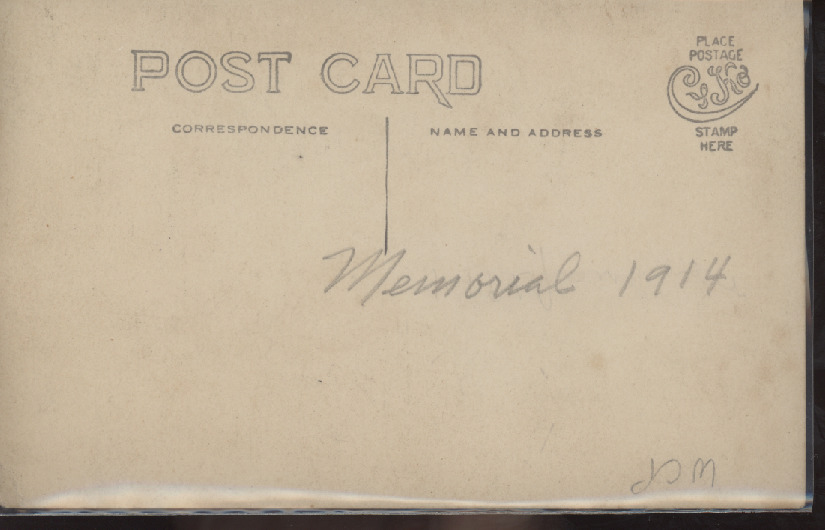 POST CARD
CORRESPONDENCE
NAME AND ADDRESS
PLACE
POSTAGE
Cyko
STAMP
HERE
Memorial 1914